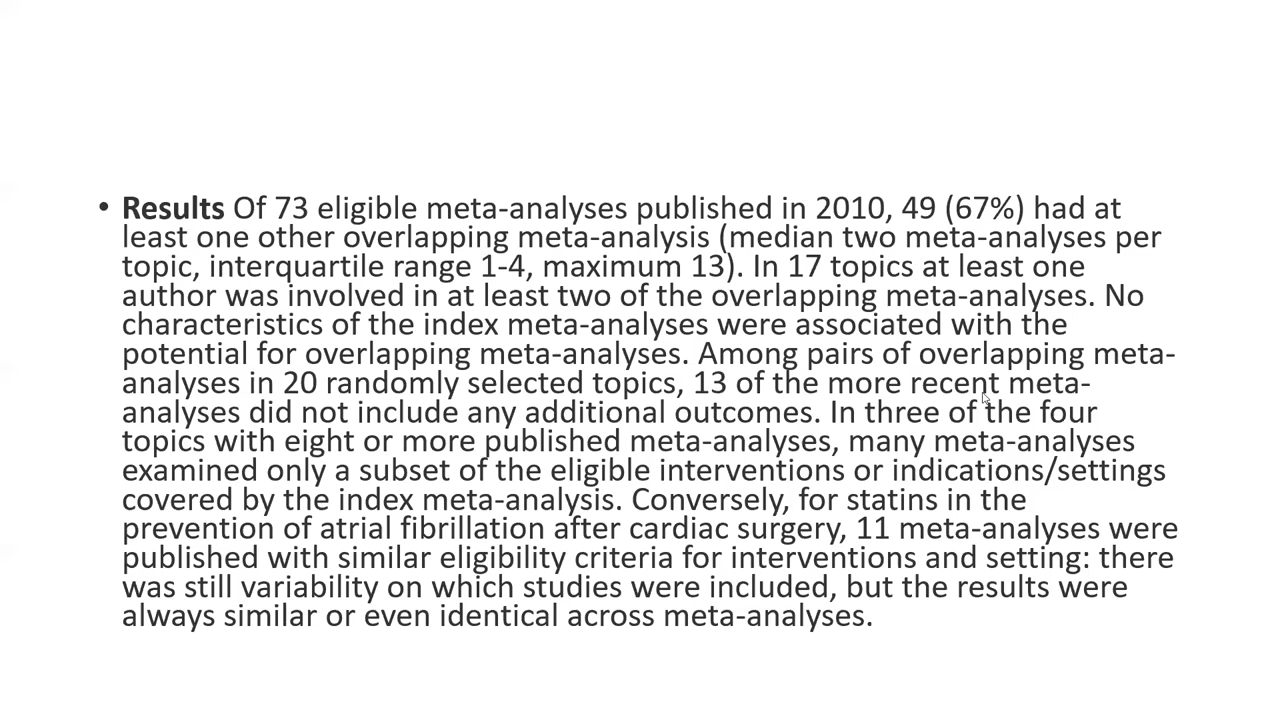 • Results Of 73 eligible meta-analyses published in 2010, 49 (67%) had at
least one other overlapping meta-analysis (median two meta-analyses per
topic, interquartile range 1-4, maximum 13). In 17 topics at least one
author was involved in at least two of the overlapping meta-analyses. No
characteristics of the index meta-analyses were associated with the
potential for overlapping meta-analyses. Among pairs of overlapping meta-
analyses in 20 randomly selected topics, 13 of the more recent meta-
analyses did not include any additional outcomes. In three of the four
topics with eight or more published meta-analyses, many meta-analyses
examined only a subset of the eligible interventions or indications/settings
covered by the index meta-analysis. Conversely, for statins in the
prevention of atrial fibrillation after cardiac surgery, 11 meta-analyses were
published with similar eligibility criteria for interventions and setting: there
was still variability on which studies were included, but the results were
always similar or even identical across meta-analyses.